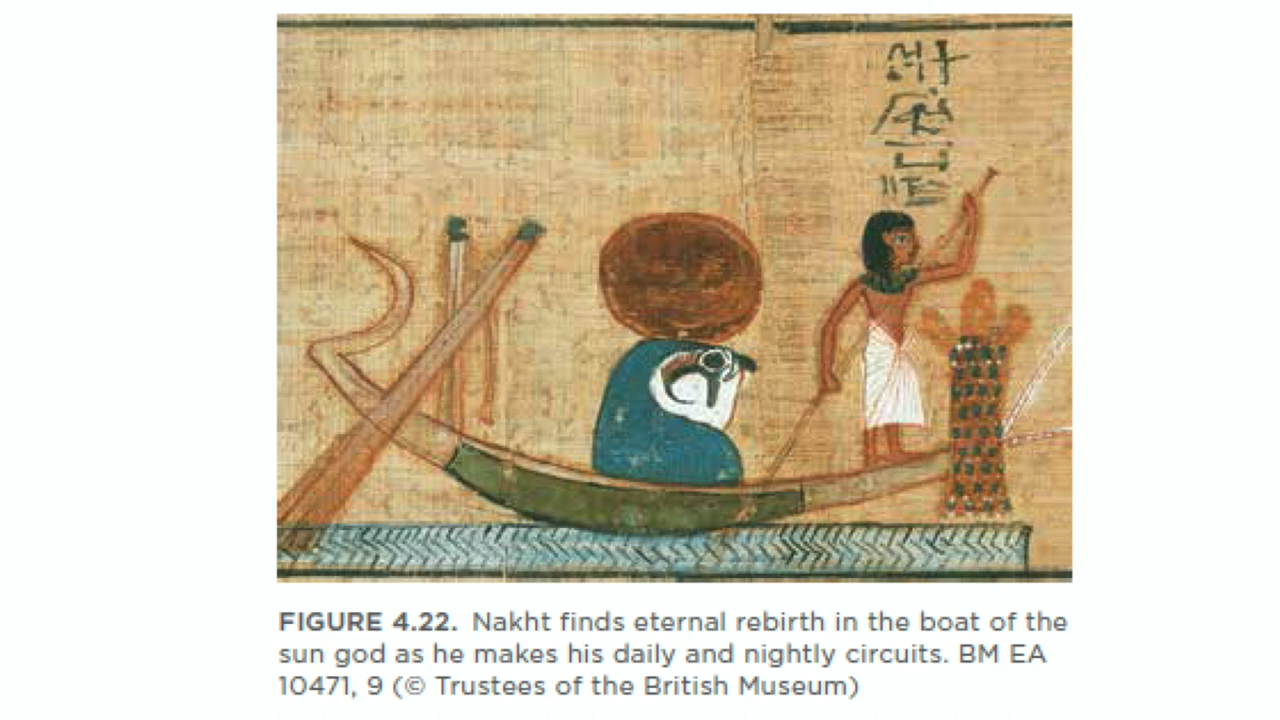 FIGURE 4.22. Nakht finds eternal rebirth in the boat of the
sun god as he makes his daily and nightly circuits. BM EA
10471, 9 (© Trustees of the British Museum)